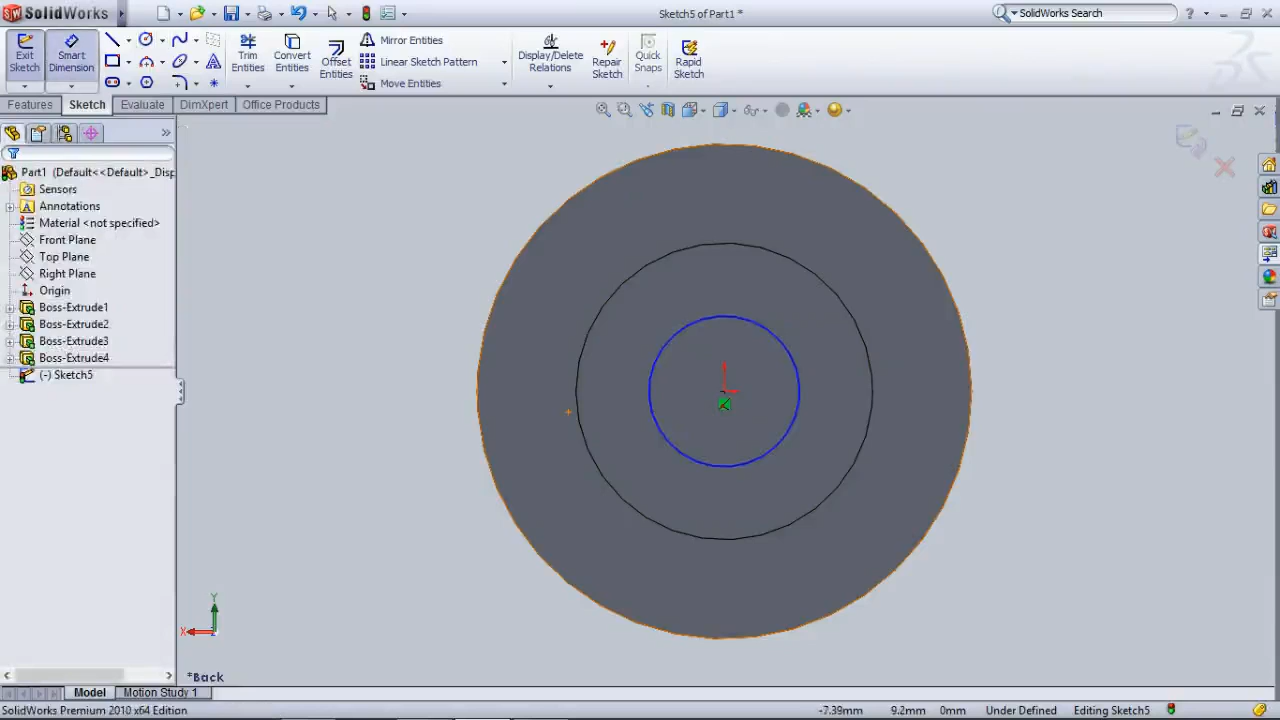 SolidWorks
Sketch5 of Part1 *
SolidWorks Search
Exit Sketch
Smart Dimension
Trim Entities
Convert Entities
Offset Entities
Mirror Entities
Linear Sketch Pattern
Move Entities
Display/Delete Relations
Repair Sketch
Quick Snaps
Rapid Sketch
Features
Sketch
Evaluate
DimXpert
Office Products
Part1 (Default<<Default>_Disp
Sensors
Annotations
Material <not specified>
Front Plane
Top Plane
Right Plane
Origin
Boss-Extrude1
Boss-Extrude2
Boss-Extrude3
Boss-Extrude4
(-) Sketch5
Y
X
*Back
Model
Motion Study 1
SolidWorks Premium 2010 x64 Edition
-7.39mm
9.2mm
0mm
Under Defined
Editing Sketch5